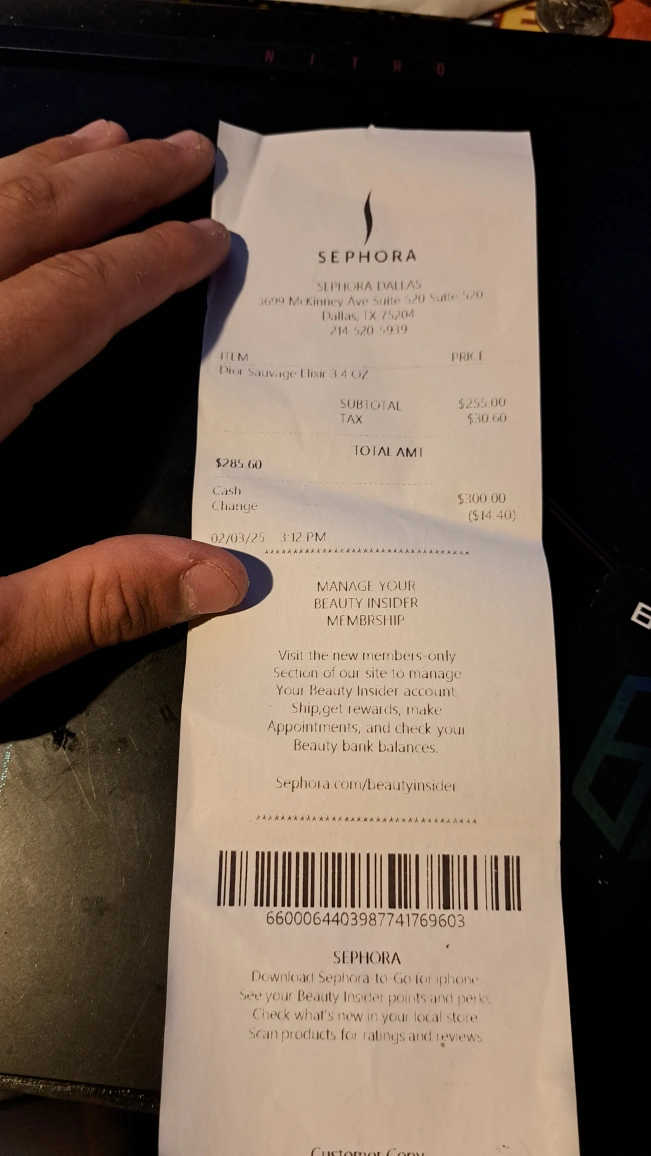 N I T R O
SEPHORA
SEPHORA DALLAS
3699 McKinney Ave Suite 520 Suite 520
Dallas, TX 75204
214 520 5939
ITEM PRICE
Dior Sauvage Elixir 3.4 OZ
SUBTOTAL $255.00
TAX $30.60
TOTAL AMT
$285.60
Cash $300.00
Change ($14.40)
02/03/25 3:12 PM
****************************************
MANAGE YOUR
BEAUTY INSIDER
MEMBRSHIP
Visit the new members-only
Section of our site to manage
Your Beauty Insider account.
Ship,get rewards, make
Appointments, and check your
Beauty bank balances.
Sephora.com/beautyinsider
****************************************
6600064403987741769603
SEPHORA
Download Sephora-to-Go for iphone
See your Beauty Insider points and perks
Check what's new in your local store
Scan products for ratings and reviews
Customer Copy